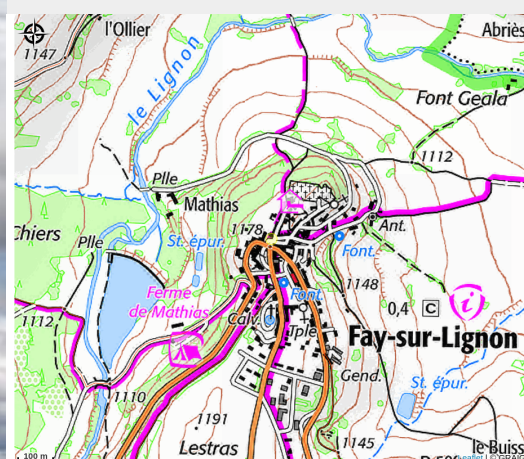 l'Ollier
1147
le Lignon
Abriès
Font Geala
1112
Plle
Mathias
Chiers
Plle
St. épur.
1178
Ant.
Font.
Ferme
de Mathias
Font.
1148
0,4
C
i
1112
Calv.
Tple
Fay-sur-Lignon
Gend.
St. épur.
1110
1191
Lestras
1145
le Buiss
100 m
Leaflet